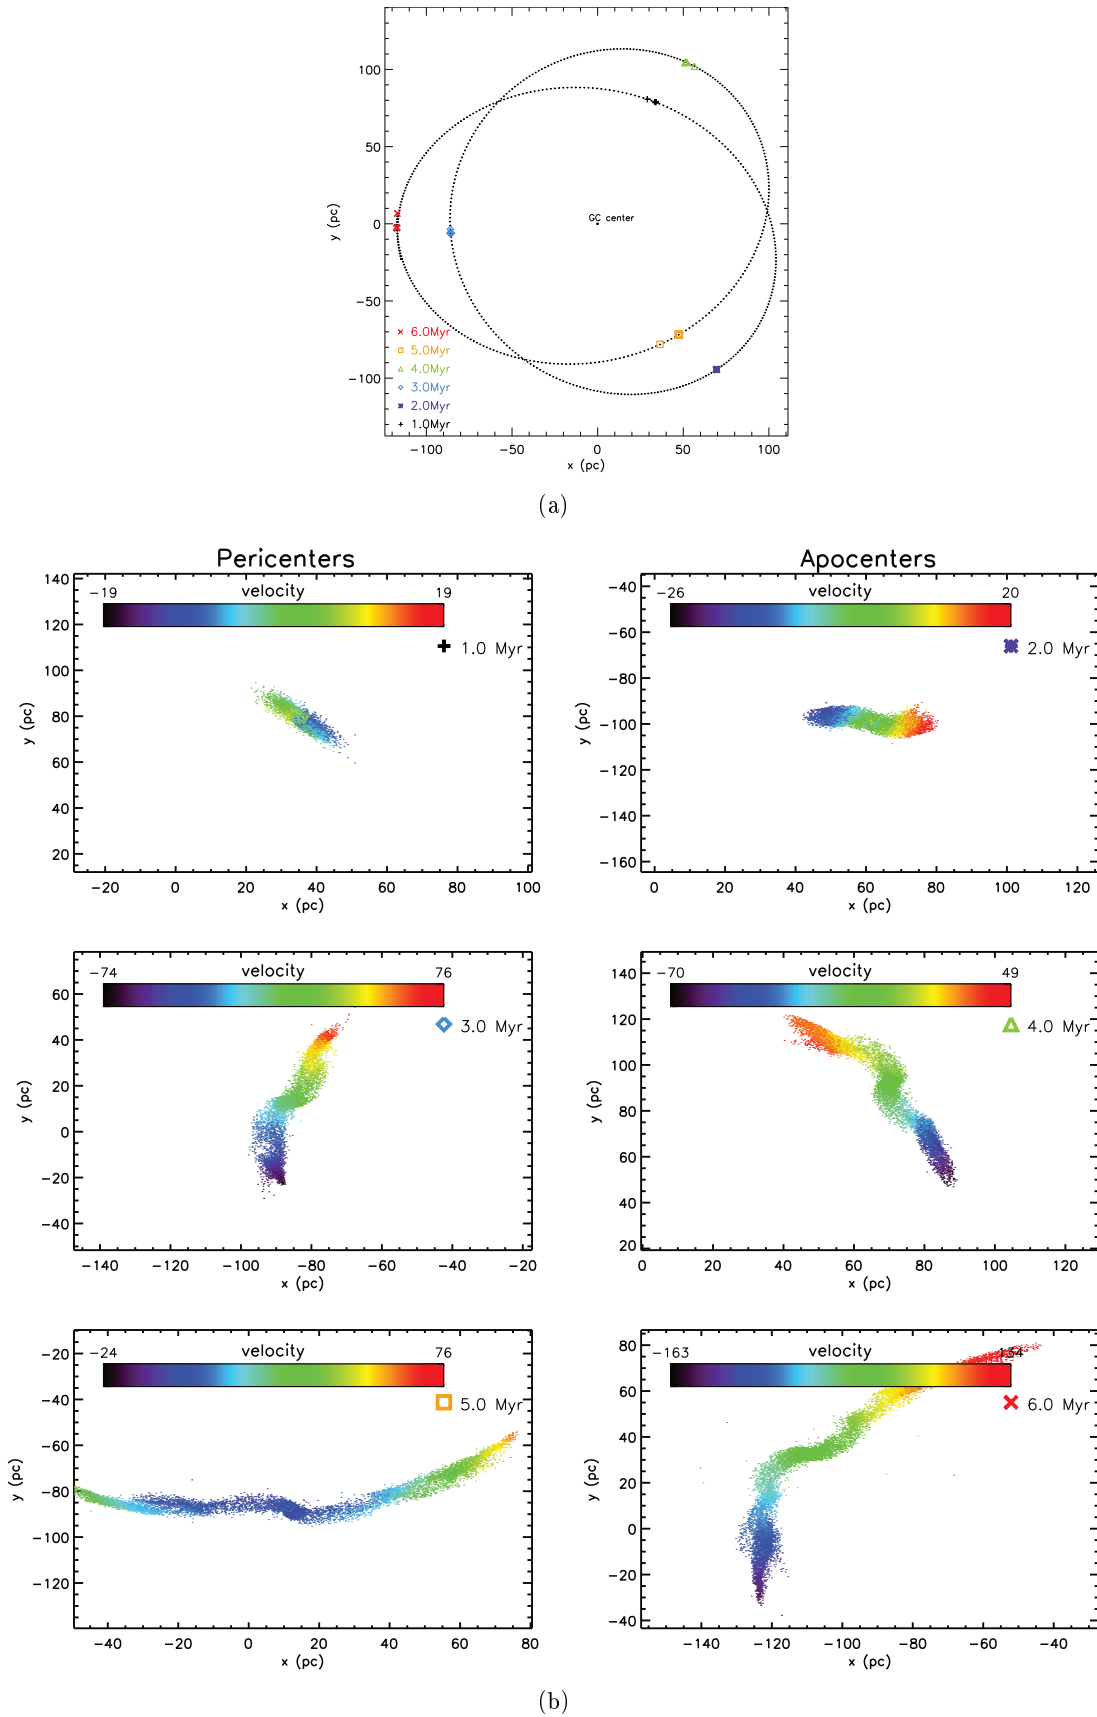 100
50
0
−50
−100
y (pc)
GC center
6.0Myr
5.0Myr
4.0Myr
3.0Myr
2.0Myr
1.0Myr
−100 −50 0 50 100
x (pc)
(a)
Pericenters
140
120
100
80
60
40
20
y (pc)
−19 velocity 19
1.0 Myr
−20 0 20 40 60 80 100
x (pc)
Apocenters
−40
−60
−80
−100
−120
−140
−160
y (pc)
−26 velocity 20
2.0 Myr
0 20 40 60 80 100 120
x (pc)
60
40
20
0
−20
−40
y (pc)
−74 velocity 76
3.0 Myr
−140 −120 −100 −80 −60 −40 −20
x (pc)
140
120
100
80
60
40
20
y (pc)
−70 velocity 49
4.0 Myr
0 20 40 60 80 100 120
x (pc)
−20
−40
−60
−80
−100
−120
y (pc)
−24 velocity 76
5.0 Myr
−40 −20 0 20 40 60 80
x (pc)
80
60
40
20
0
−20
−40
y (pc)
−163 velocity 134
6.0 Myr
−140 −120 −100 −80 −60 −40
x (pc)
(b)